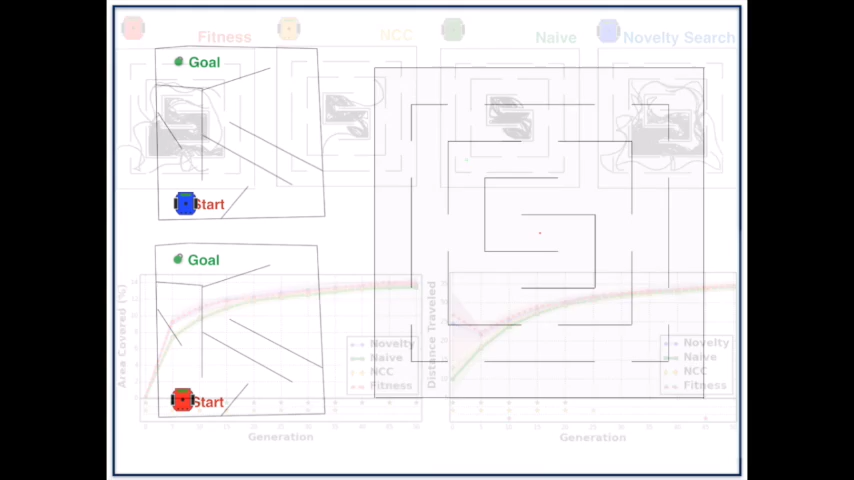 Fitness
NCC
Naive
Novelty Search
Goal
Start
Goal
Start
Area Covered (%)
Novelty
Naive
NCC
Fitness
Generation
Distance Traveled
Novelty
Naive
NCC
Fitness
Generation